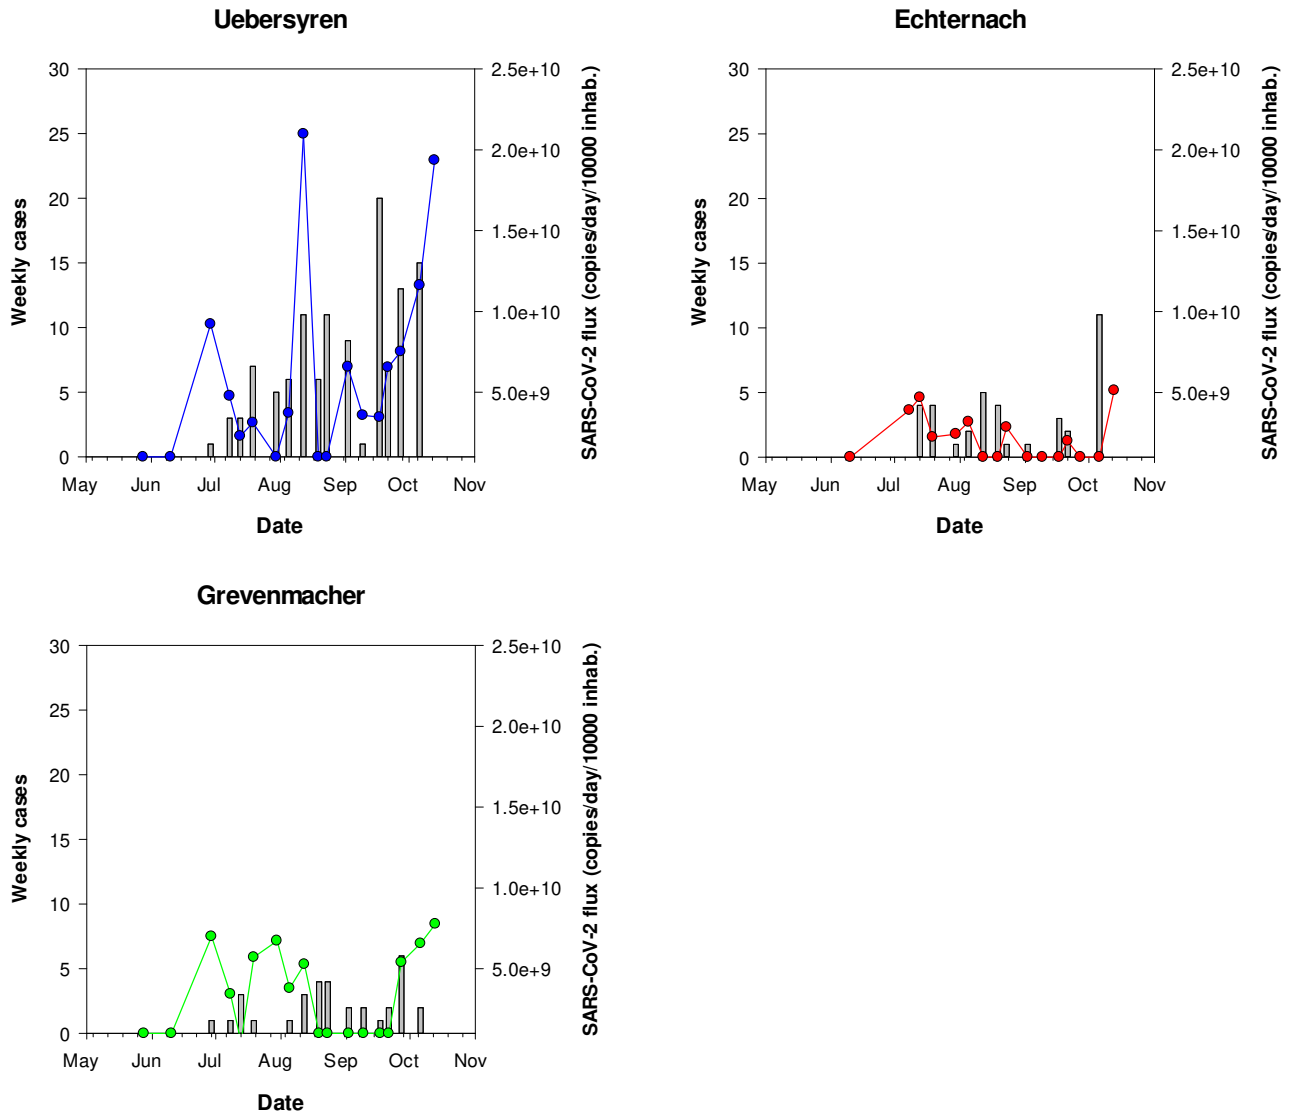 Uebersyren
30
25
20
15
10
5
0
Weekly cases
2.5e+10
2.0e+10
1.5e+10
1.0e+10
5.0e+9
SARS-CoV-2 flux (copies/day/10000 inhab.)
May Jun Jul Aug Sep Oct Nov
Date
Echternach
30
25
20
15
10
5
0
Weekly cases
2.5e+10
2.0e+10
1.5e+10
1.0e+10
5.0e+9
SARS-CoV-2 flux (copies/day/10000 inhab.)
May Jun Jul Aug Sep Oct Nov
Date
Grevenmacher
30
25
20
15
10
5
0
Weekly cases
2.5e+10
2.0e+10
1.5e+10
1.0e+10
5.0e+9
SARS-CoV-2 flux (copies/day/10000 inhab.)
May Jun Jul Aug Sep Oct Nov
Date